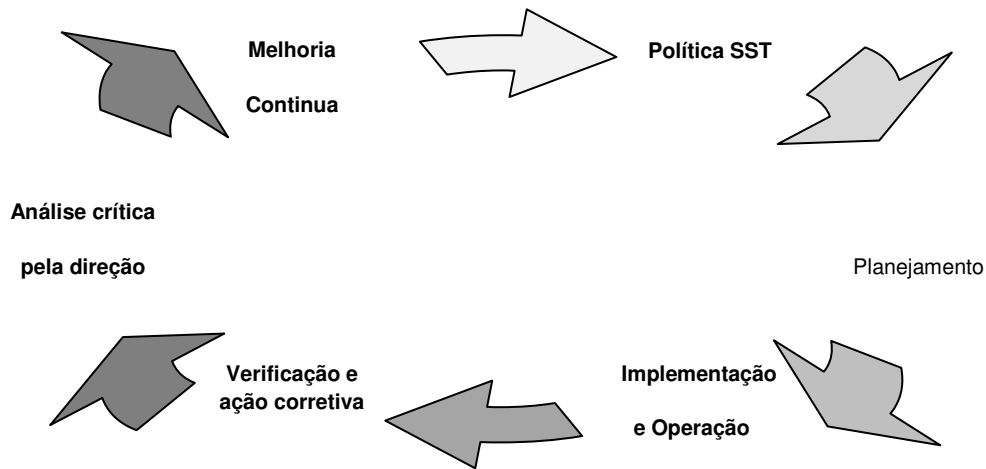 Melhoria
Continua
Política SST
Análise crítica
pela direção
Planejamento
Verificação e
ação corretiva
Implementação
e Operação